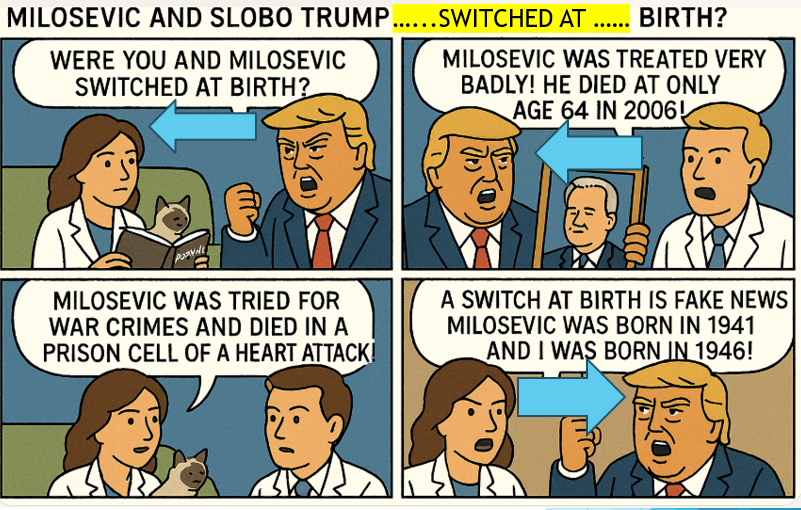 MILOSEVIC AND SLOBO TRUMP ...…SWITCHED AT …... BIRTH?
WERE YOU AND MILOSEVIC
SWITCHED AT BIRTH?
MILOSEVIC WAS TREATED VERY
BADLY! HE DIED AT ONLY
AGE 64 IN 2006!
MILOSEVIC WAS TRIED FOR
WAR CRIMES AND DIED IN A
PRISON CELL OF A HEART ATTACK!
A SWITCH AT BIRTH IS FAKE NEWS
MILOSEVIC WAS BORN IN 1941
AND I WAS BORN IN 1946!